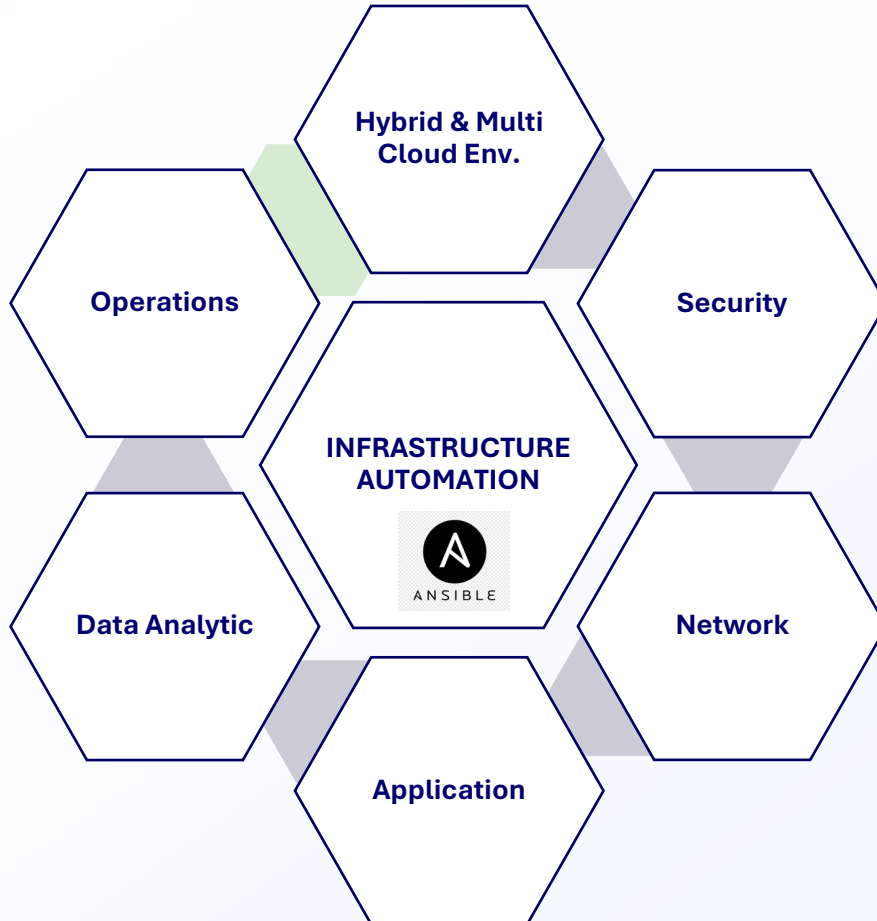 Hybrid & Multi
Cloud Env.
Operations
Security
INFRASTRUCTURE
AUTOMATION
ANSIBLE
Data Analytic
Network
Application